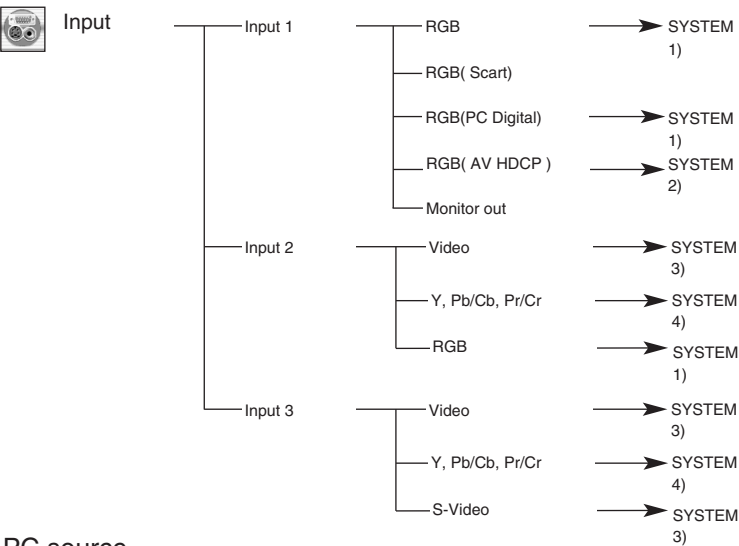 Input
Input 1
RGB
SYSTEM
1)
RGB( Scart)
RGB(PC Digital)
SYSTEM
1)
RGB( AV HDCP )
SYSTEM
2)
Monitor out
Input 2
Video
SYSTEM
3)
Y, Pb/Cb, Pr/Cr
SYSTEM
4)
RGB
SYSTEM
1)
Input 3
Video
SYSTEM
3)
Y, Pb/Cb, Pr/Cr
SYSTEM
4)
S-Video
SYSTEM
3)
PC source